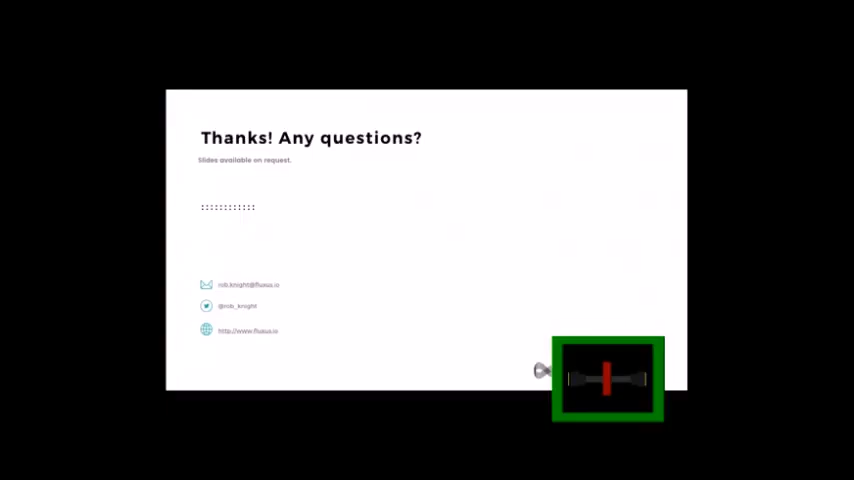 Thanks! Any questions?
Slides available on request.
rob.knight@fluxus.io
@rob_knight
http://www.fluxus.io